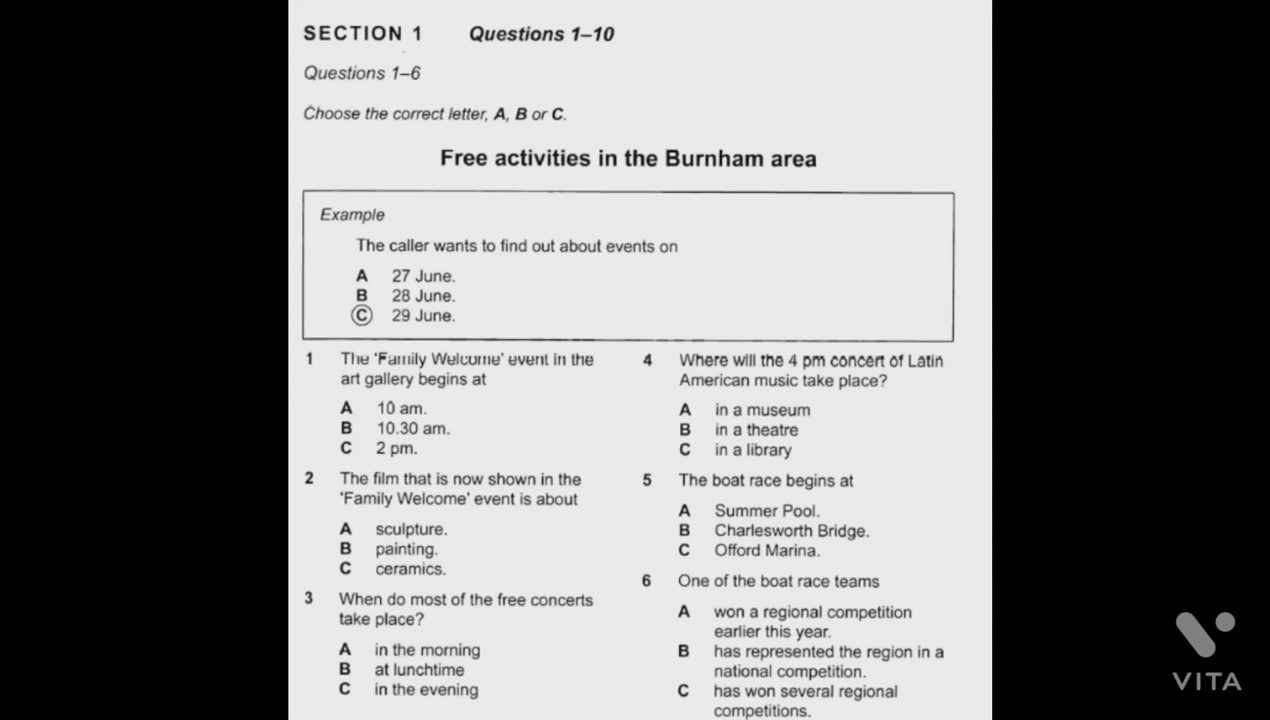 SECTION 1 Questions 1–10
Questions 1–6
Choose the correct letter, A, B or C.
Free activities in the Burnham area
Example
The caller wants to find out about events on
A 27 June.
B 28 June.
C 29 June.
1 The 'Family Welcome' event in the
art gallery begins at
A 10 am.
B 10.30 am.
C 2 pm.
2 The film that is now shown in the
'Family Welcome' event is about
A sculpture.
B painting.
C ceramics.
3 When do most of the free concerts
take place?
A in the morning
B at lunchtime
C in the evening
4 Where will the 4 pm concert of Latin
American music take place?
A in a museum
B in a theatre
C in a library
5 The boat race begins at
A Summer Pool.
B Charlesworth Bridge.
C Offord Marina.
6 One of the boat race teams
A won a regional competition
earlier this year.
B has represented the region in a
national competition.
C has won several regional
competitions.
VITA